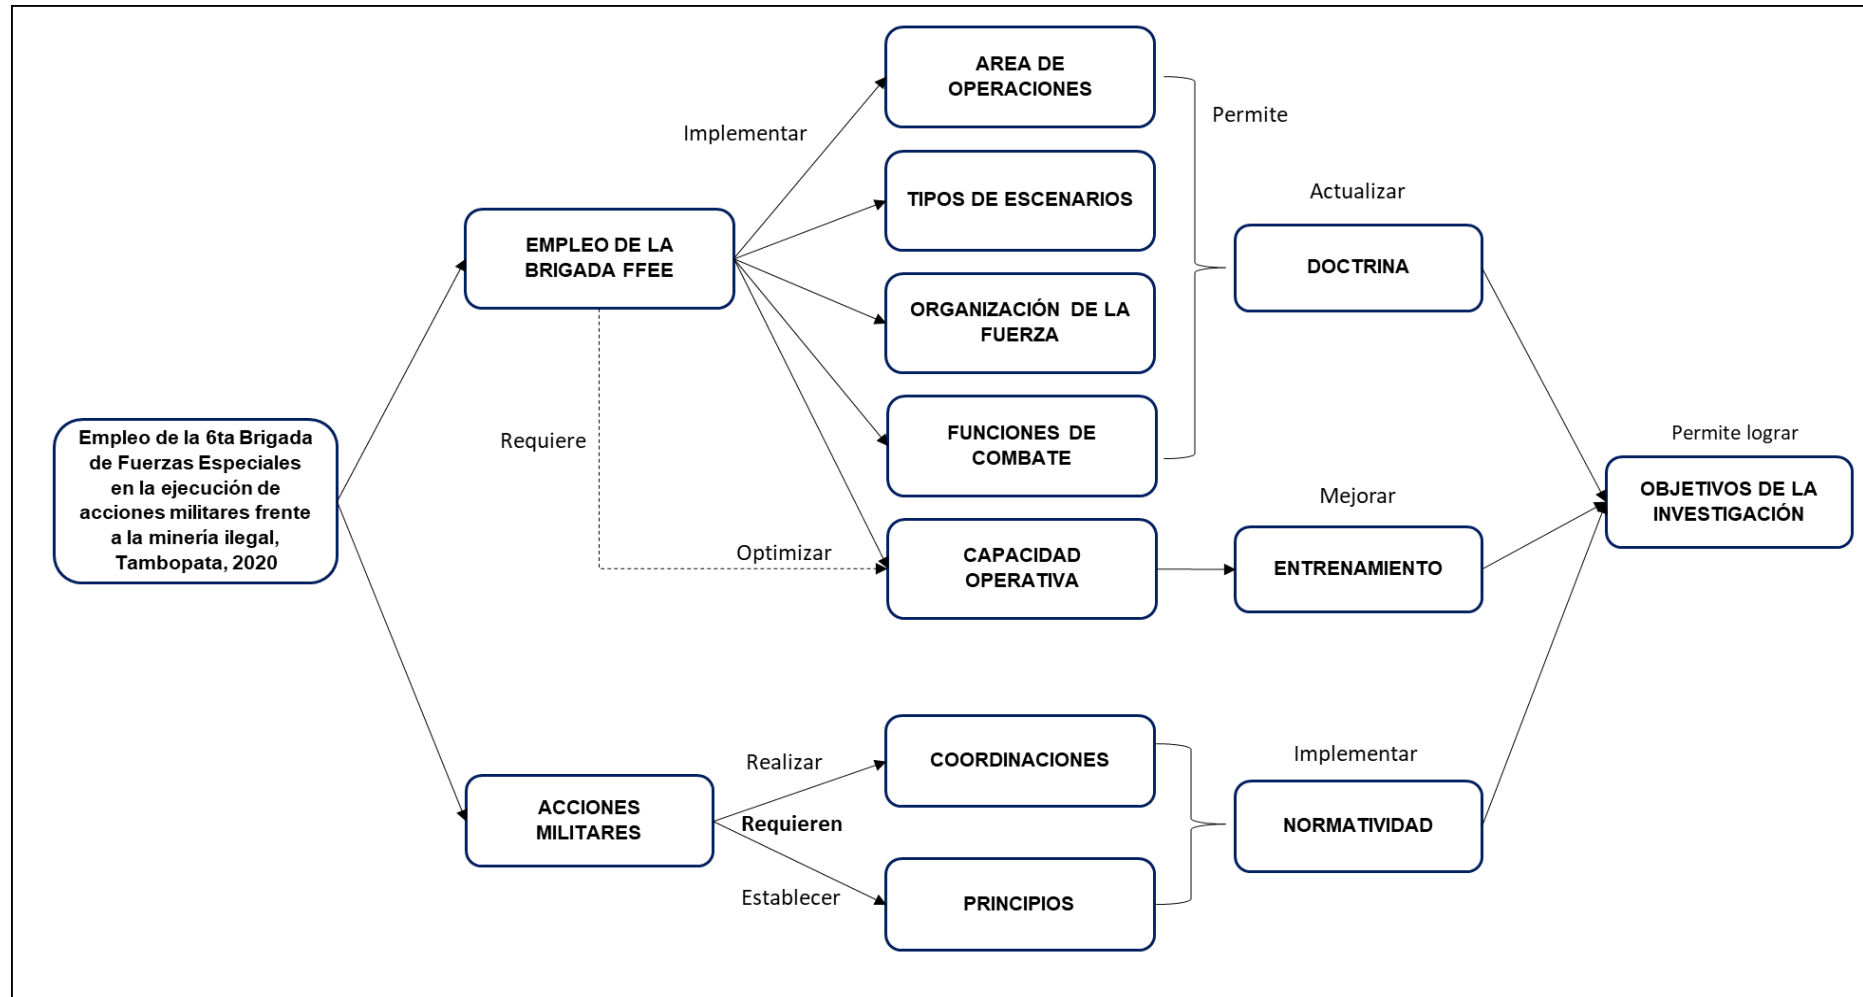 Empleo de la 6ta Brigada
de Fuerzas Especiales
en la ejecución de
acciones militares frente
a la minería ilegal,
Tambopata, 2020
EMPLEO DE LA
BRIGADA FFEE
Requiere
Implementar
Optimizar
AREA DE
OPERACIONES
TIPOS DE ESCENARIOS
ORGANIZACIÓN DE LA
FUERZA
FUNCIONES DE
COMBATE
CAPACIDAD
OPERATIVA
Permite
Actualizar
DOCTRINA
Mejorar
ENTRENAMIENTO
ACCIONES
MILITARES
Realizar
Requieren
Establecer
COORDINACIONES
PRINCIPIOS
Implementar
NORMATIVIDAD
Permite lograr
OBJETIVOS DE LA
INVESTIGACIÓN